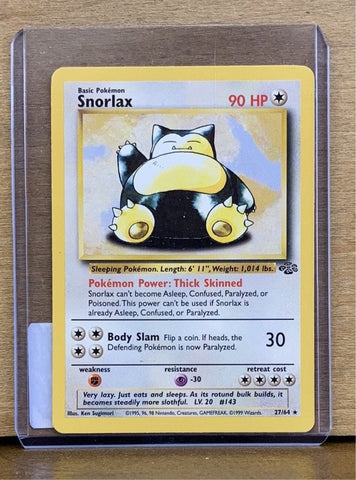 Basic Pokémon
Snorlax 90 HP
Sleeping Pokémon. Length: 6' 11", Weight: 1,014 lbs.
Pokémon Power: Thick Skinned
Snorlax can't become Asleep, Confused, Paralyzed, or
Poisoned. This power can't be used if Snorlax is
already Asleep, Confused, or Paralyzed.
Body Slam Flip a coin. If heads, the
Defending Pokémon is now Paralyzed.
30
weakness resistance retreat cost
-30
Very lazy. Just eats and sleeps. As its rotund bulk builds, it
becomes steadily more slothful. LV. 20 #143
Illus. Ken Sugimori ©1995, 96, 98 Nintendo, Creatures, GAMEFREAK. ©1999 Wizards. 27/64 ★